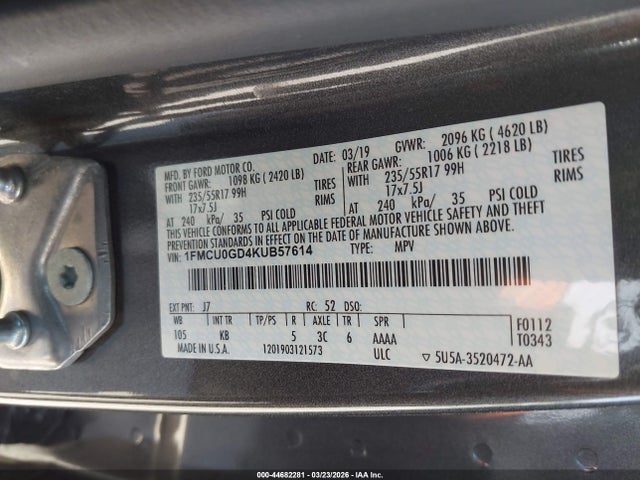 MFD. BY FORD MOTOR CO.
DATE: 03/19 GVWR: 2096 KG ( 4620 LB)
FRONT GAWR: 1098 KG ( 2420 LB) REAR GAWR: 1006 KG ( 2218 LB)
WITH 235/55R17 99H TIRES WITH 235/55R17 99H TIRES
17x7.5J RIMS 17x7.5J RIMS
AT 240 kPa/ 35 PSI COLD AT 240 kPa/ 35 PSI COLD
THIS VEHICLE CONFORMS TO ALL APPLICABLE FEDERAL MOTOR VEHICLE SAFETY AND THEFT
PREVENTION STANDARDS IN EFFECT ON THE DATE OF MANUFACTURE SHOWN ABOVE.
VIN: 1FMCU0GD4KUB57614 TYPE: MPV
EXT PNT: J7 RC: 52 DSO:
WB INT TR TP/PS R AXLE TR SPR F0112
105 KB 5 3C 6 AAAA T0343
MADE IN U.S.A. 1201903121573 ULC ▽ 5U5A-3520472-AA
000-44682281 | 03/23/2026 | IAA Inc.